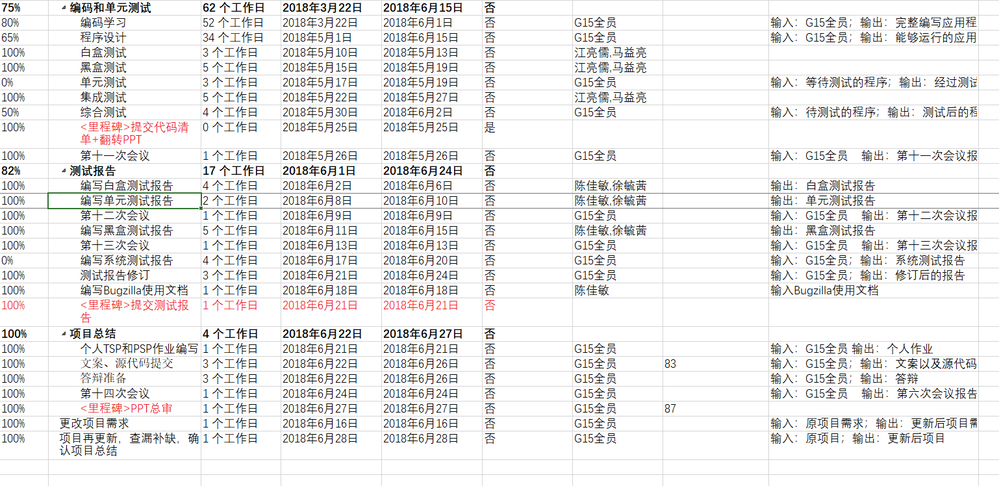 75% 编码和单元测试 62 个工作日 2018年3月22日 2018年6月15日 否
80% 编码学习 52 个工作日 2018年3月22日 2018年6月1日 否 G15全员 输入：G15全员；输出：完整编写应用程
65% 程序设计 34 个工作日 2018年5月1日 2018年6月15日 否 G15全员 输入：G15全员；输出：能够运行的应用
100% 白盒测试 3 个工作日 2018年5月10日 2018年5月13日 否 江亮儒,马益亮
100% 黑盒测试 5 个工作日 2018年5月15日 2018年5月19日 否 江亮儒,马益亮
0% 单元测试 3 个工作日 2018年5月17日 2018年5月19日 否 G15全员 输入：等待测试的程序；输出：经过测试
100% 集成测试 5 个工作日 2018年5月22日 2018年5月27日 否 江亮儒,马益亮
50% 综合测试 4 个工作日 2018年5月30日 2018年6月2日 否 G15全员 输入：待测试的程序；输出：测试后的程
100% <里程碑>提交代码清 0 个工作日 2018年5月25日 2018年5月25日 是
单+翻转PPT
100% 第十一次会议 1 个工作日 2018年5月26日 2018年5月26日 否 G15全员 输入：G15全员 输出：第十一次会议报
82% 测试报告 17 个工作日 2018年6月1日 2018年6月24日 否
100% 编写白盒测试报告 4 个工作日 2018年6月2日 2018年6月6日 否 陈佳敏,徐毓茜 输出：白盒测试报告
100% 编写单元测试报告 2 个工作日 2018年6月8日 2018年6月10日 否 陈佳敏,徐毓茜 输出：单元测试报告
100% 第十二次会议 1 个工作日 2018年6月9日 2018年6月9日 否 G15全员 输入：G15全员 输出：第十二次会议报
100% 编写黑盒测试报告 5 个工作日 2018年6月11日 2018年6月15日 否 陈佳敏,徐毓茜 输出：黑盒测试报告
100% 第十三次会议 1 个工作日 2018年6月13日 2018年6月13日 否 G15全员 输入：G15全员 输出：第十三次会议报
0% 编写系统测试报告 4 个工作日 2018年6月17日 2018年6月20日 否 G15全员 输入：G15全员；输出：系统测试报告
100% 测试报告修订 3 个工作日 2018年6月21日 2018年6月24日 否 G15全员 输入：G15全员；输出：修订后的报告
100% 编写Bugzilla使用文档 1 个工作日 2018年6月18日 2018年6月18日 否 陈佳敏 输入Bugzilla使用文档
100% <里程碑>提交测试报 1 个工作日 2018年6月21日 2018年6月21日 否
告
100% 项目总结 4 个工作日 2018年6月22日 2018年6月27日 否
100% 个人TSP和PSP作业编写 1 个工作日 2018年6月21日 2018年6月21日 否 G15全员 输入：G15全员 输出：个人作业
100% 文案、源代码提交 3 个工作日 2018年6月22日 2018年6月26日 否 G15全员 83 输入：G15全员；输出：文案以及源代码
100% 答辩准备 3 个工作日 2018年6月22日 2018年6月26日 否 G15全员 输入：G15全员；输出：答辩
100% 第十四次会议 1 个工作日 2018年6月24日 2018年6月24日 否 G15全员 输入：G15全员 输出：第六次会议报告
100% <里程碑>PPT总审 1 个工作日 2018年6月27日 2018年6月27日 否 G15全员 87
100% 更改项目需求 1 个工作日 2018年6月16日 2018年6月16日 否 G15全员 输入：原项目需求；输出：更新后项目需
100% 项目再更新，查漏补缺，确 1 个工作日 2018年6月28日 2018年6月28日 否 G15全员 输入：原项目；输出：更新后项目
认项目总结